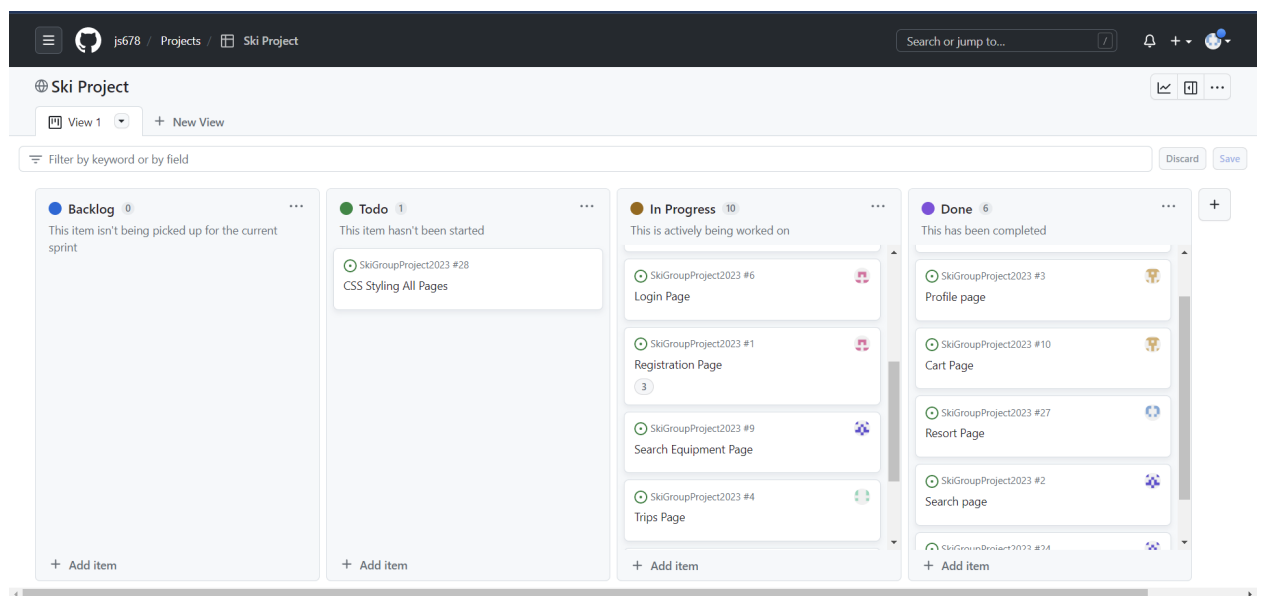 js678 / Projects / Ski Project
Search or jump to... /
Ski Project
View 1
New View
Filter by keyword or by field
Discard
Save
Backlog 0
This item isn't being picked up for the current
sprint
Add item
Todo 1
This item hasn't been started
SkiGroupProject2023 #28
CSS Styling All Pages
Add item
In Progress 10
This is actively being worked on
SkiGroupProject2023 #6
Login Page
SkiGroupProject2023 #1
Registration Page
3
SkiGroupProject2023 #9
Search Equipment Page
SkiGroupProject2023 #4
Trips Page
Add item
Done 6
This has been completed
SkiGroupProject2023 #3
Profile page
SkiGroupProject2023 #10
Cart Page
SkiGroupProject2023 #27
Resort Page
SkiGroupProject2023 #2
Search page
SkiGroupProject2023 #24
Add item